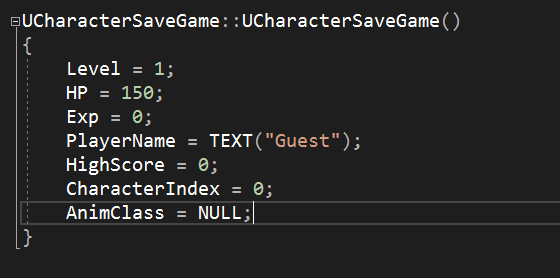 UCharacterSaveGame::UCharacterSaveGame()
{
Level = 1;
HP = 150;
Exp = 0;
PlayerName = TEXT("Guest");
HighScore = 0;
CharacterIndex = 0;
AnimClass = NULL;
}